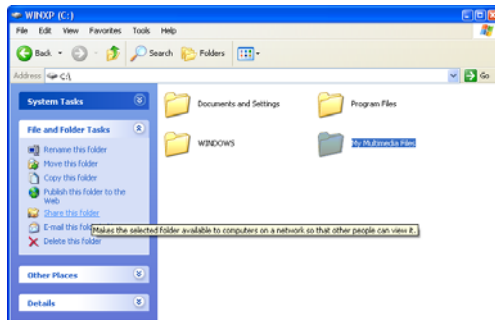 WINXP (C:)
File Edit View Favorites Tools Help
Back Search Folders
Address C:\ Go
System Tasks
Documents and Settings Program Files
File and Folder Tasks
WINDOWS My Multimedia Files
Rename this folder
Move this folder
Copy this folder
Publish this folder to the
Web
Share this folder
E-mail this folder
Makes the selected folder available to computers on a network so that other people can view it.
Delete this folder
Other Places
Details